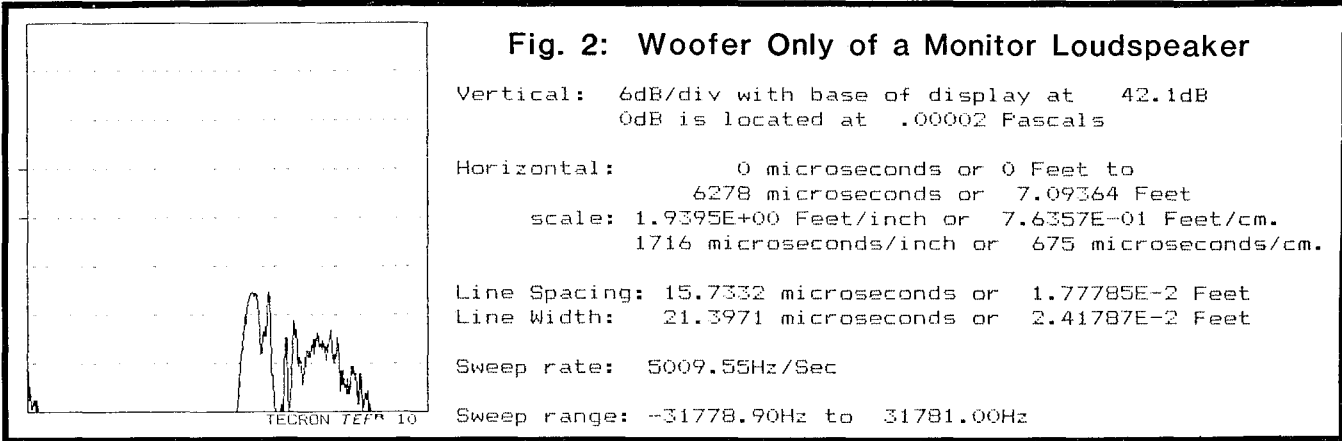 Fig. 2: Woofer Only of a Monitor Loudspeaker
Vertical: 6dB/div with base of display at 42.1dB
0dB is located at .00002 Pascals
Horizontal: 0 microseconds or 0 Feet to
6278 microseconds or 7.09364 Feet
scale: 1.9395E+00 Feet/inch or 7.6357E-01 Feet/cm.
1716 microseconds/inch or 675 microseconds/cm.
Line Spacing: 15.7332 microseconds or 1.77785E-2 Feet
Line Width: 21.3971 microseconds or 2.41787E-2 Feet
Sweep rate: 5009.55Hz/Sec
Sweep range: -31778.90Hz to 31781.00Hz
TECRON TEF® 10